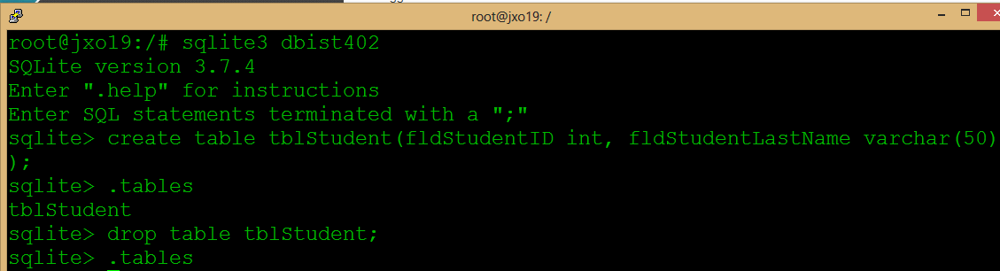 root@jxo19: /
root@jxo19:/# sqlite3 dbist402
SQLite version 3.7.4
Enter ".help" for instructions
Enter SQL statements terminated with a ";"
sqlite> create table tblStudent(fldStudentID int, fldStudentLastName varchar(50)
);
sqlite> .tables
tblStudent
sqlite> drop table tblStudent;
sqlite> .tables